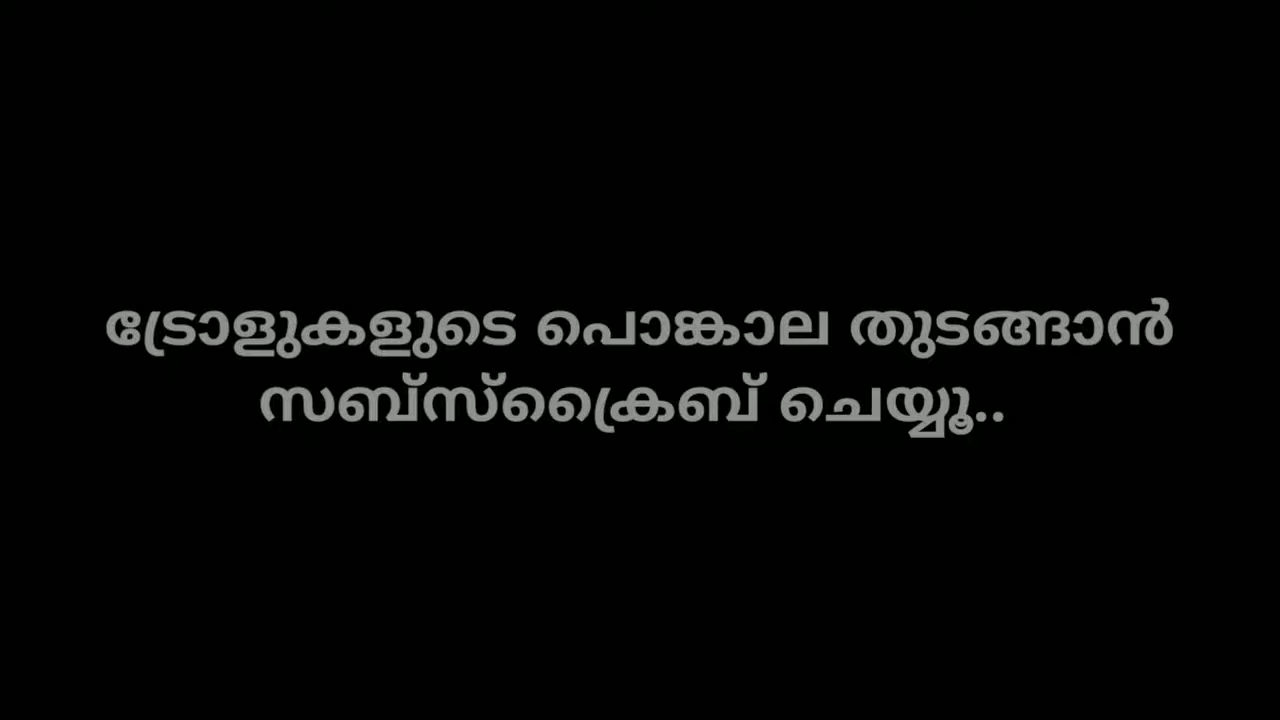 ട്രോളുകളുടെ പൊങ്കാല തുടങ്ങാൻ
സബ്സ്ക്രൈബ് ചെയ്യൂ..